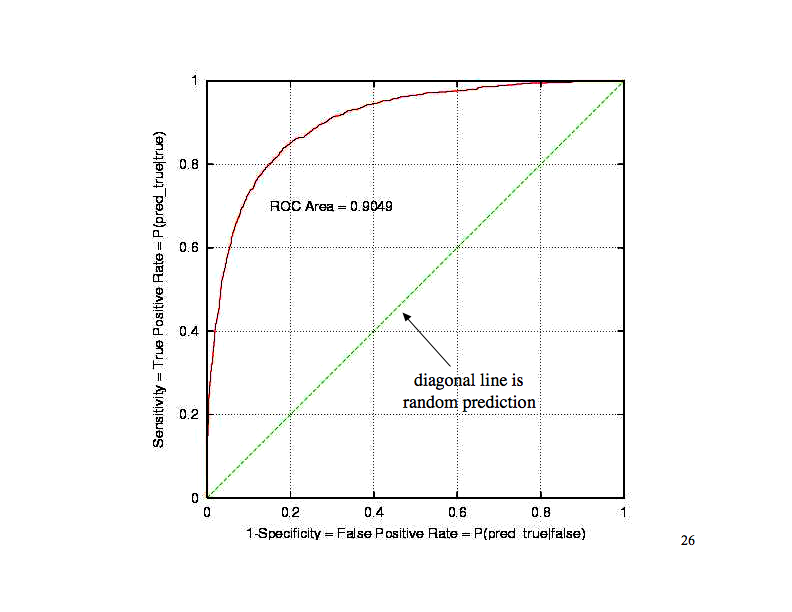 1
0.8
0.6
0.4
0.2
0
Sensitivity = True Positive Rate = P(pred_true|true)
ROC Area = 0.9049
diagonal line is
random prediction
0 0.2 0.4 0.6 0.8 1
1-Specificity = False Positive Rate = P(pred_true|false)
26